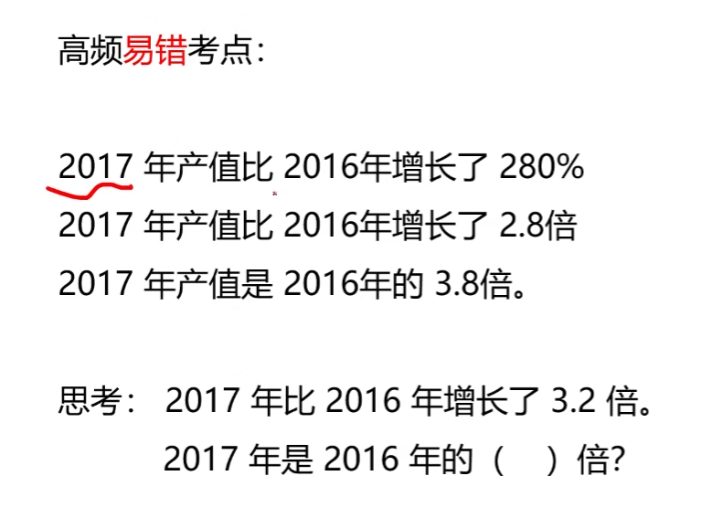 高频易错考点：
2017 年产值比 2016年增长了 280%
2017 年产值比 2016年增长了 2.8倍
2017 年产值是 2016年的 3.8倍。
思考： 2017 年比 2016 年增长了 3.2 倍。
2017 年是 2016 年的（ ）倍？